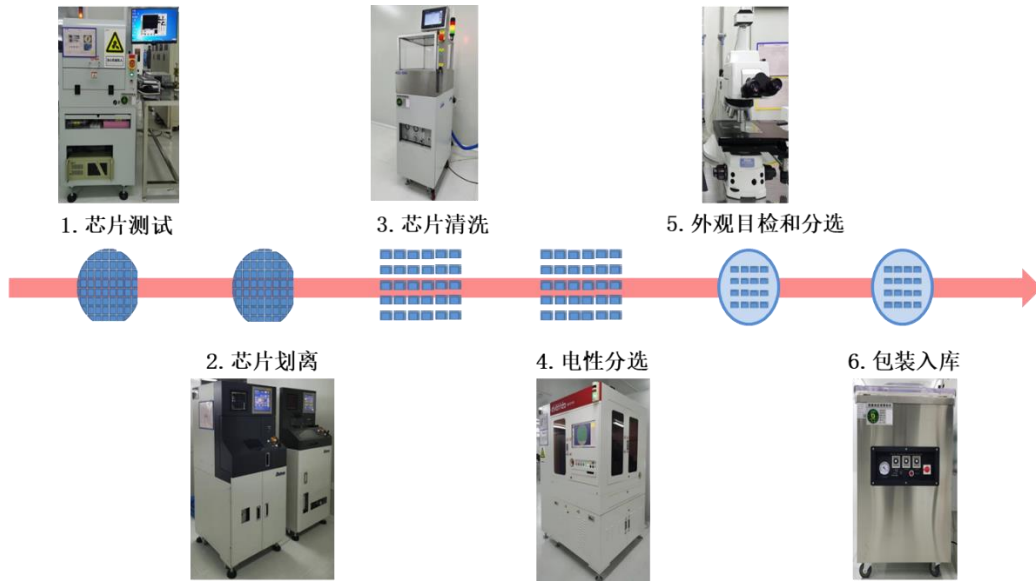 1. 芯片测试
3. 芯片清洗
5. 外观目检和分选
2. 芯片划离
4. 电性分选
6. 包装入库